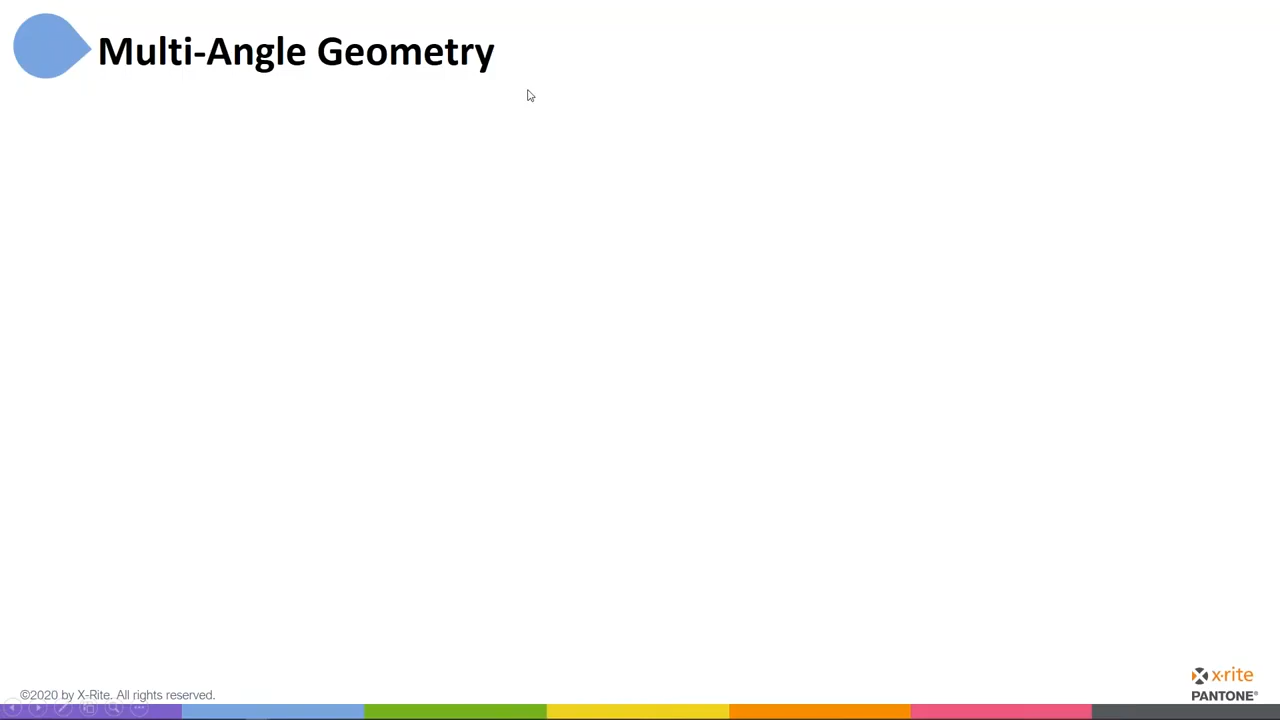 Multi-Angle Geometry
©2020 by X-Rite. All rights reserved.
x·rite
PANTONE®